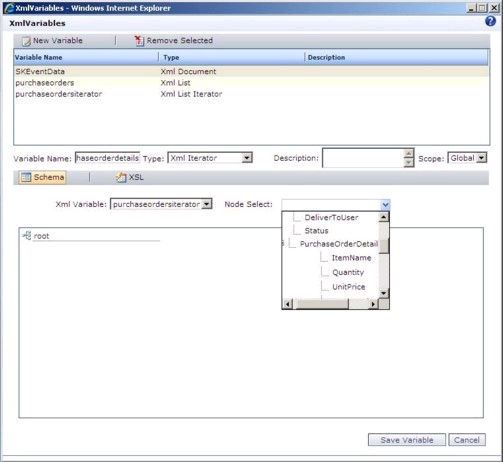 XmlVariables - Windows Internet Explorer
XmlVariables
New Variable | Remove Selected
Variable Name Type Description
SKEventData Xml Document
purchaseorders Xml List
purchaseordersiterator Xml List Iterator
Variable Name: haseorderdetails Type: Xml Iterator Description: Scope: Global
Schema | XSL
Xml Variable: purchaseordersiterator Node Select:
DeliverToUser
Status
PurchaseOrderDetail
ItemName
Quantity
UnitPrice
root
Save Variable Cancel